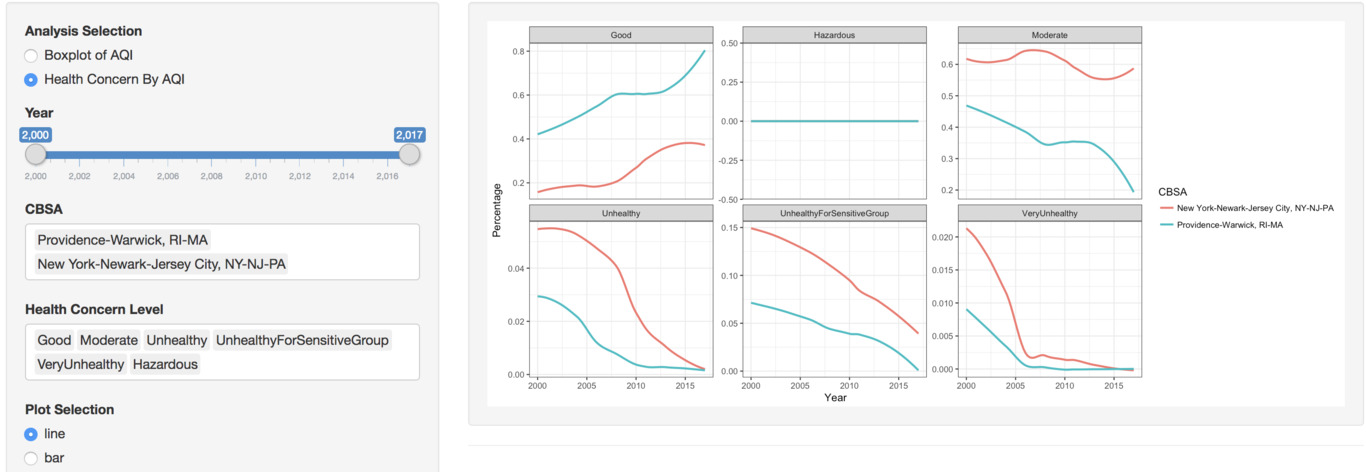 Analysis Selection
Boxplot of AQI
Health Concern By AQI
Year
2,000 2,017
2,000 2,002 2,004 2,006 2,008 2,010 2,012 2,014 2,016
CBSA
Providence-Warwick, RI-MA
New York-Newark-Jersey City, NY-NJ-PA
Health Concern Level
Good Moderate Unhealthy UnhealthyForSensitiveGroup
VeryUnhealthy Hazardous
Plot Selection
line
bar
Percentage
Good
0.8
0.6
0.4
0.2
Hazardous
0.50
0.25
0.00
-0.25
-0.50
Moderate
0.6
0.5
0.4
0.3
0.2
Unhealthy
0.04
0.02
0.00
2000 2005 2010 2015
UnhealthyForSensitiveGroup
0.15
0.10
0.05
0.00
2000 2005 2010 2015
VeryUnhealthy
0.020
0.015
0.010
0.005
0.000
2000 2005 2010 2015
Year
CBSA
New York-Newark-Jersey City, NY-NJ-PA
Providence-Warwick, RI-MA